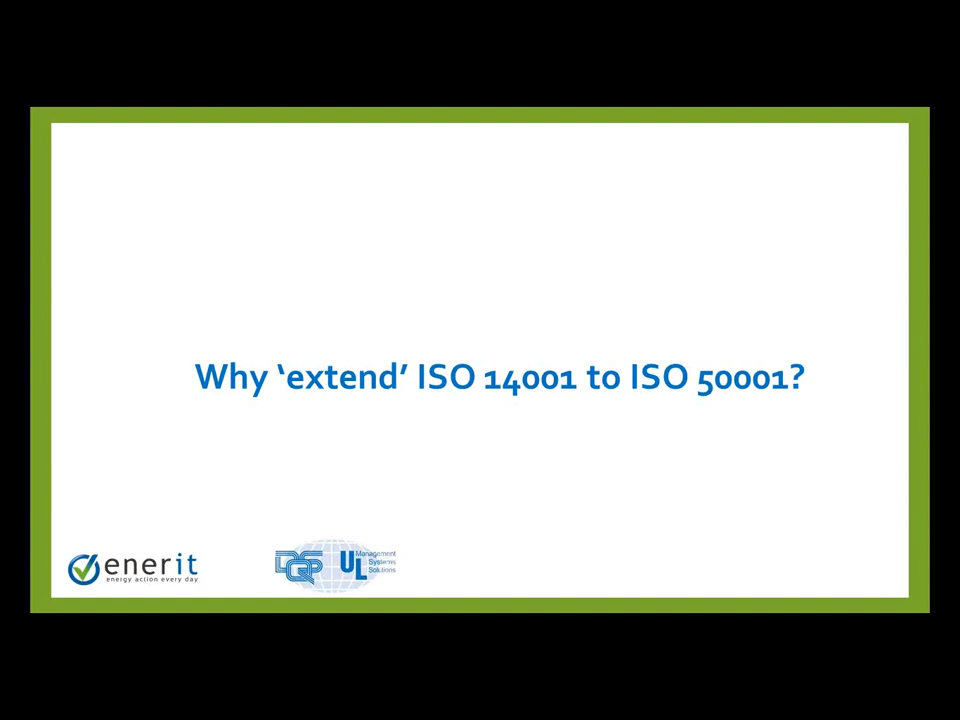 Why ‘extend’ ISO 14001 to ISO 50001?
enerit
energy action every day
DQS
UL
Management
Systems
Solutions